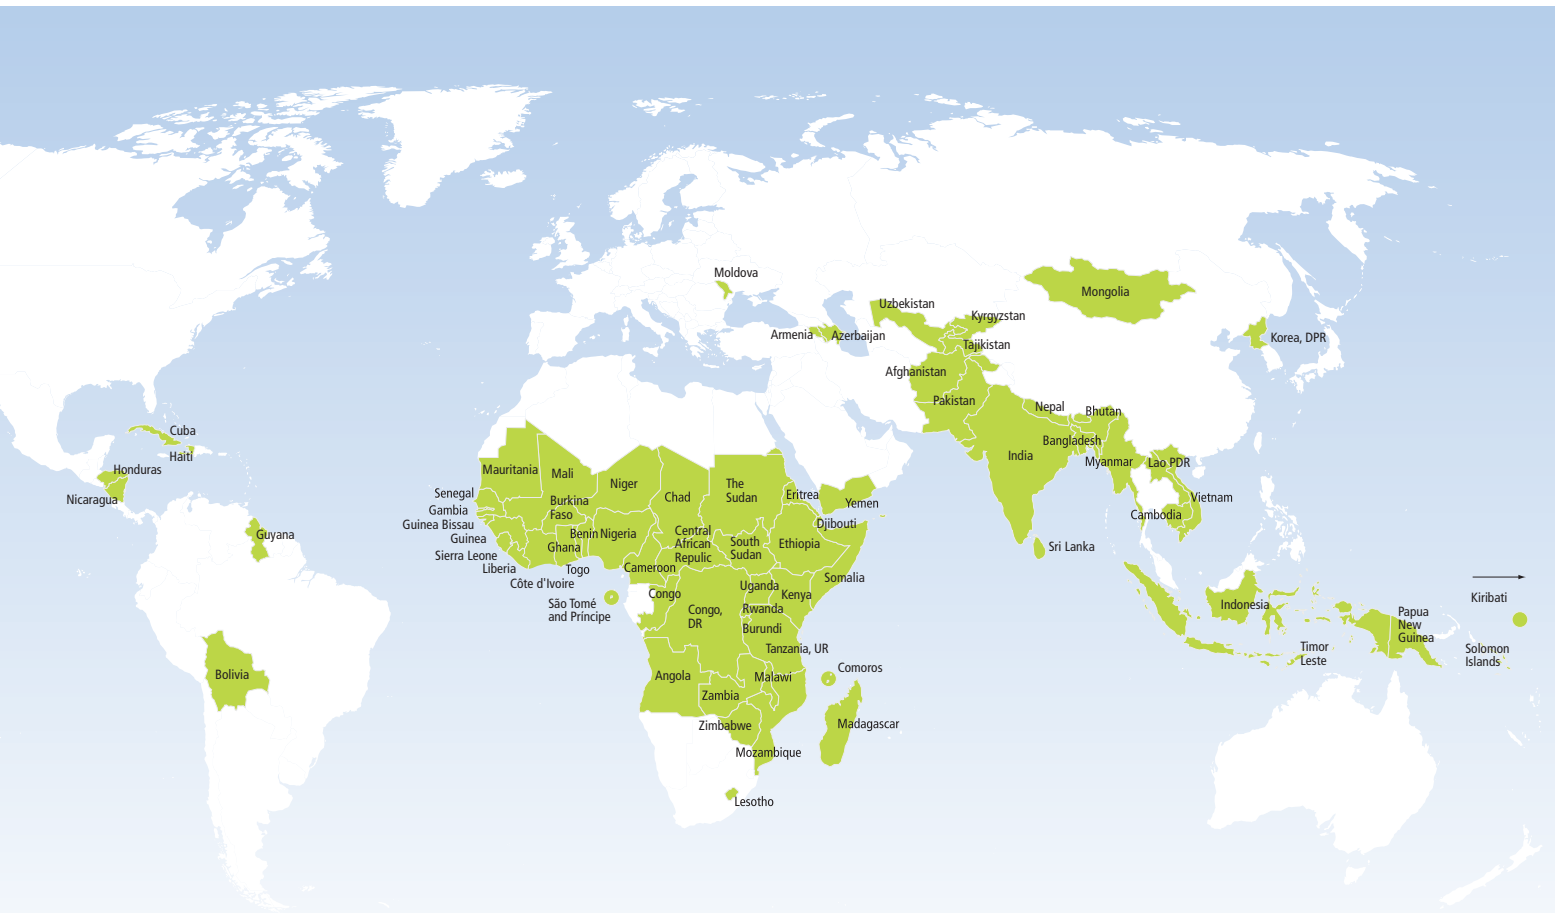 Moldova
Mongolia
Uzbekistan
Kyrgyzstan
Armenia
Azerbaijan
Korea, DPR
Tajikistan
Afghanistan
Pakistan
Nepal
Bhutan
Cuba
Bangladesh
Haiti
India
Myanmar
Lao PDR
Honduras
Mauritania
Mali
Niger
Chad
The
Sudan
Eritrea
Yemen
Nicaragua
Senegal
Gambia
Guinea Bissau
Guinea
Sierra Leone
Liberia
Côte d'Ivoire
Burkina
Faso
Benin
Nigeria
Ghana
Togo
Central
African
Repulic
South
Sudan
Ethiopia
Djibouti
Vietnam
Cambodia
Guyana
Sri Lanka
Cameroon
Somalia
São Tomé
and Príncipe
Congo
Congo,
DR
Uganda
Kenya
Rwanda
Burundi
Tanzania, UR
Indonesia
Kiribati
Papua
New
Guinea
Timor
Leste
Solomon
Islands
Bolivia
Angola
Malawi
Comoros
Zambia
Zimbabwe
Madagascar
Mozambique
Lesotho